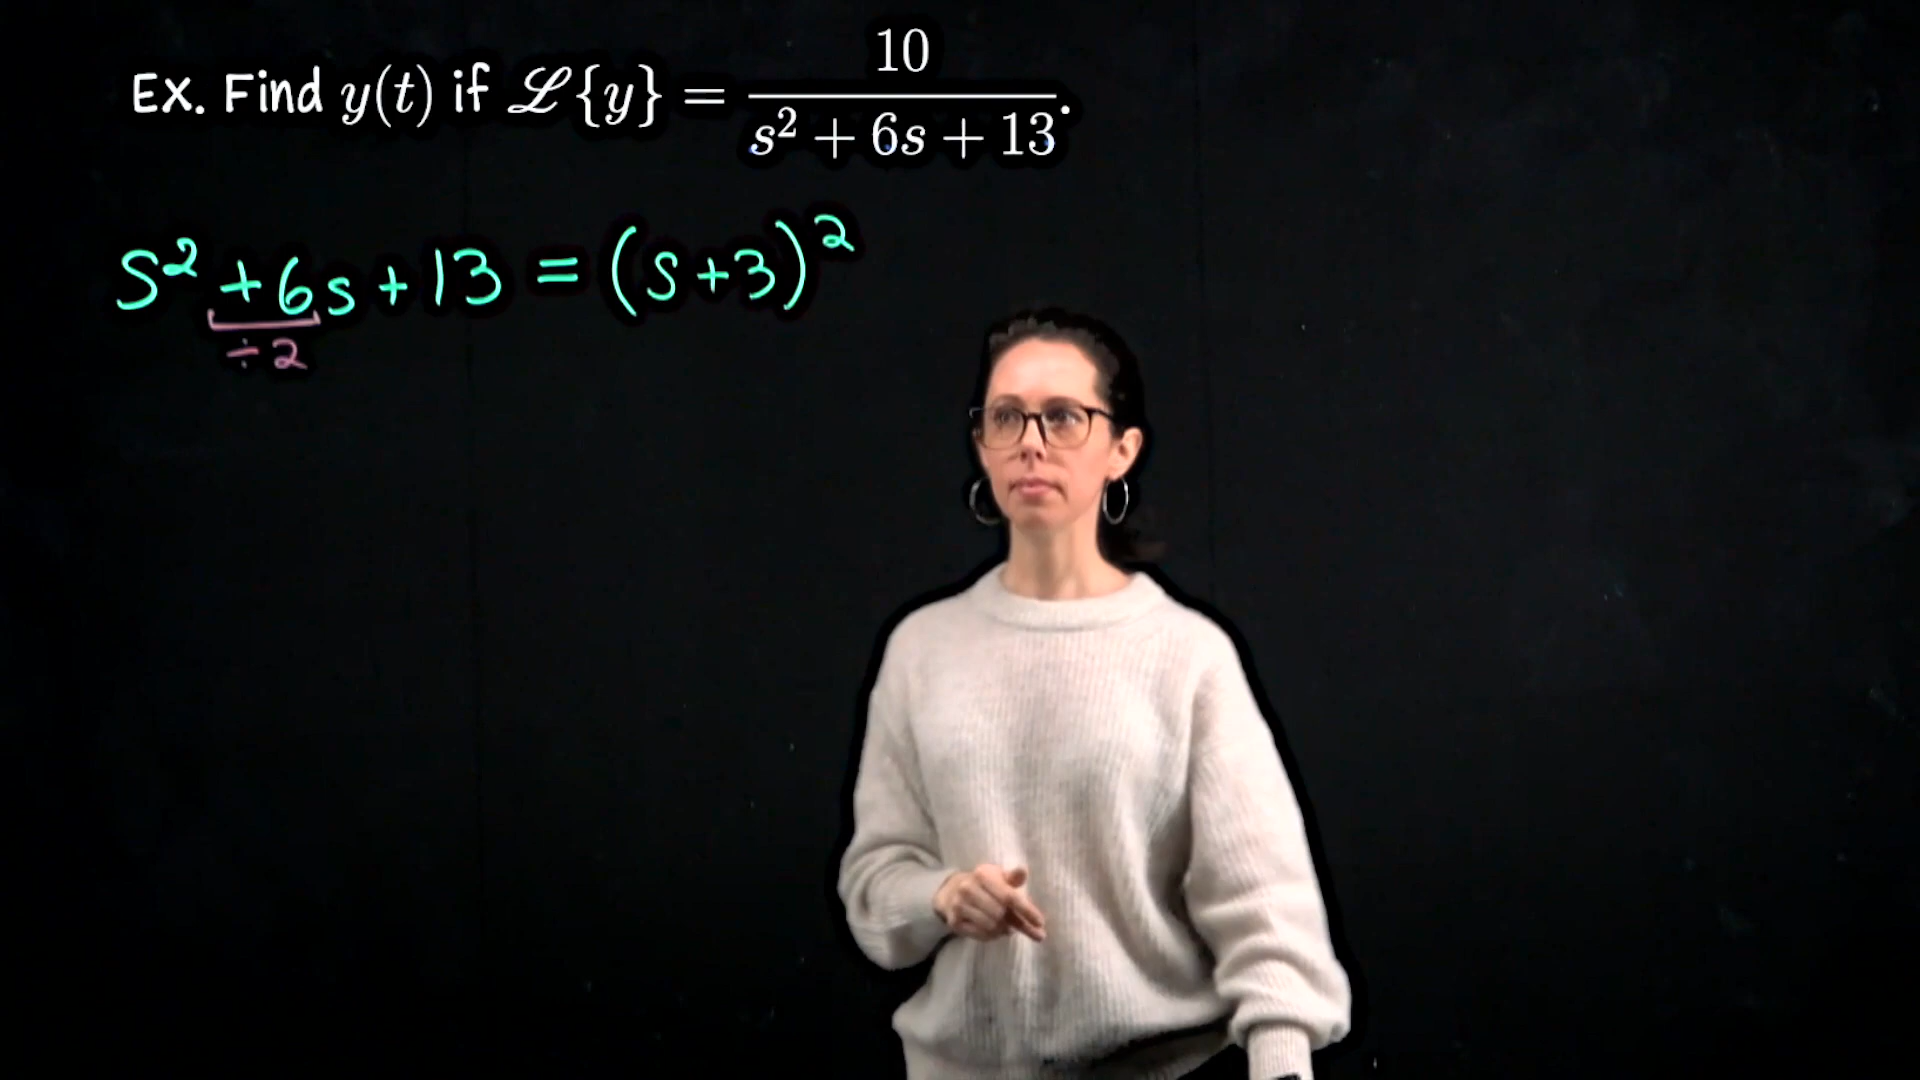 Ex. Find y(t) if ℒ{y} = 10/(s² + 6s + 13).
s² + 6s + 13 = (s+3)²
÷ 2